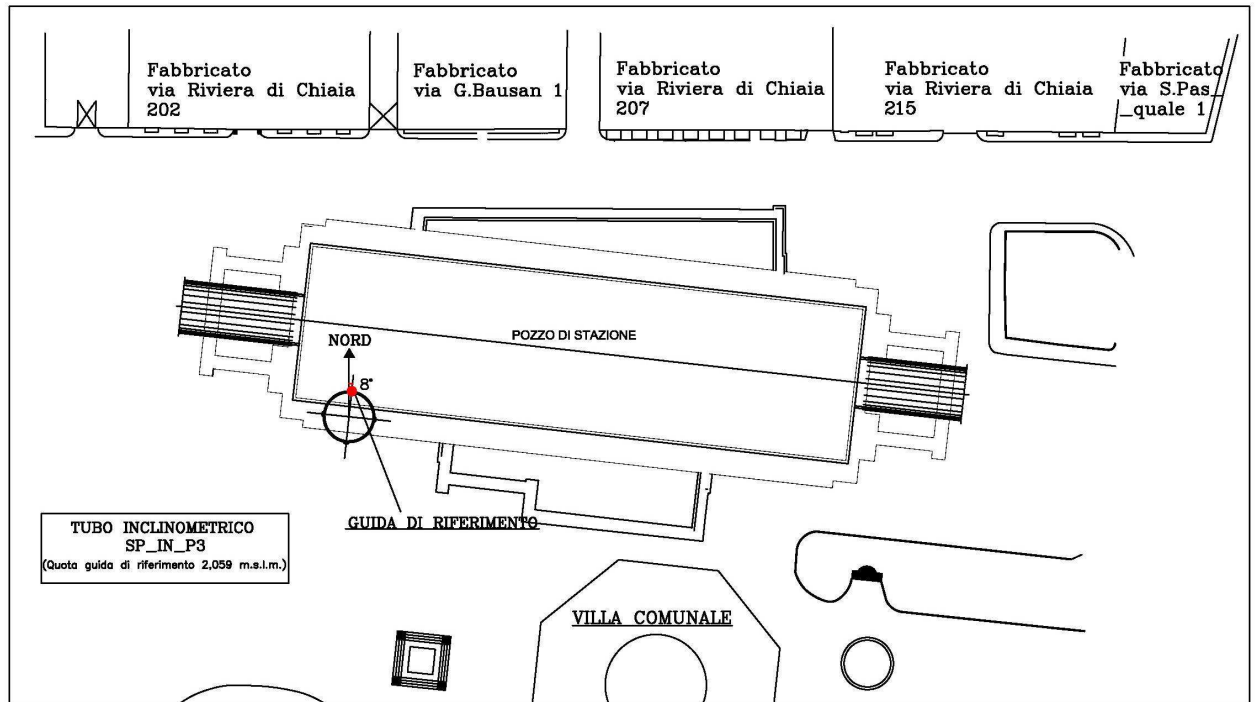 Fabbricato
via Riviera di Chiaia
202
Fabbricato
via G.Bausan 1
Fabbricato
via Riviera di Chiaia
207
Fabbricato
via Riviera di Chiaia
215
Fabbricato
via S.Pas_
_quale 1
POZZO DI STAZIONE
NORD
8°
GUIDA DI RIFERIMENTO
TUBO INCLINOMETRICO
SP_IN_P3
(Quota guida di riferimento 2,059 m.s.l.m.)
VILLA COMUNALE